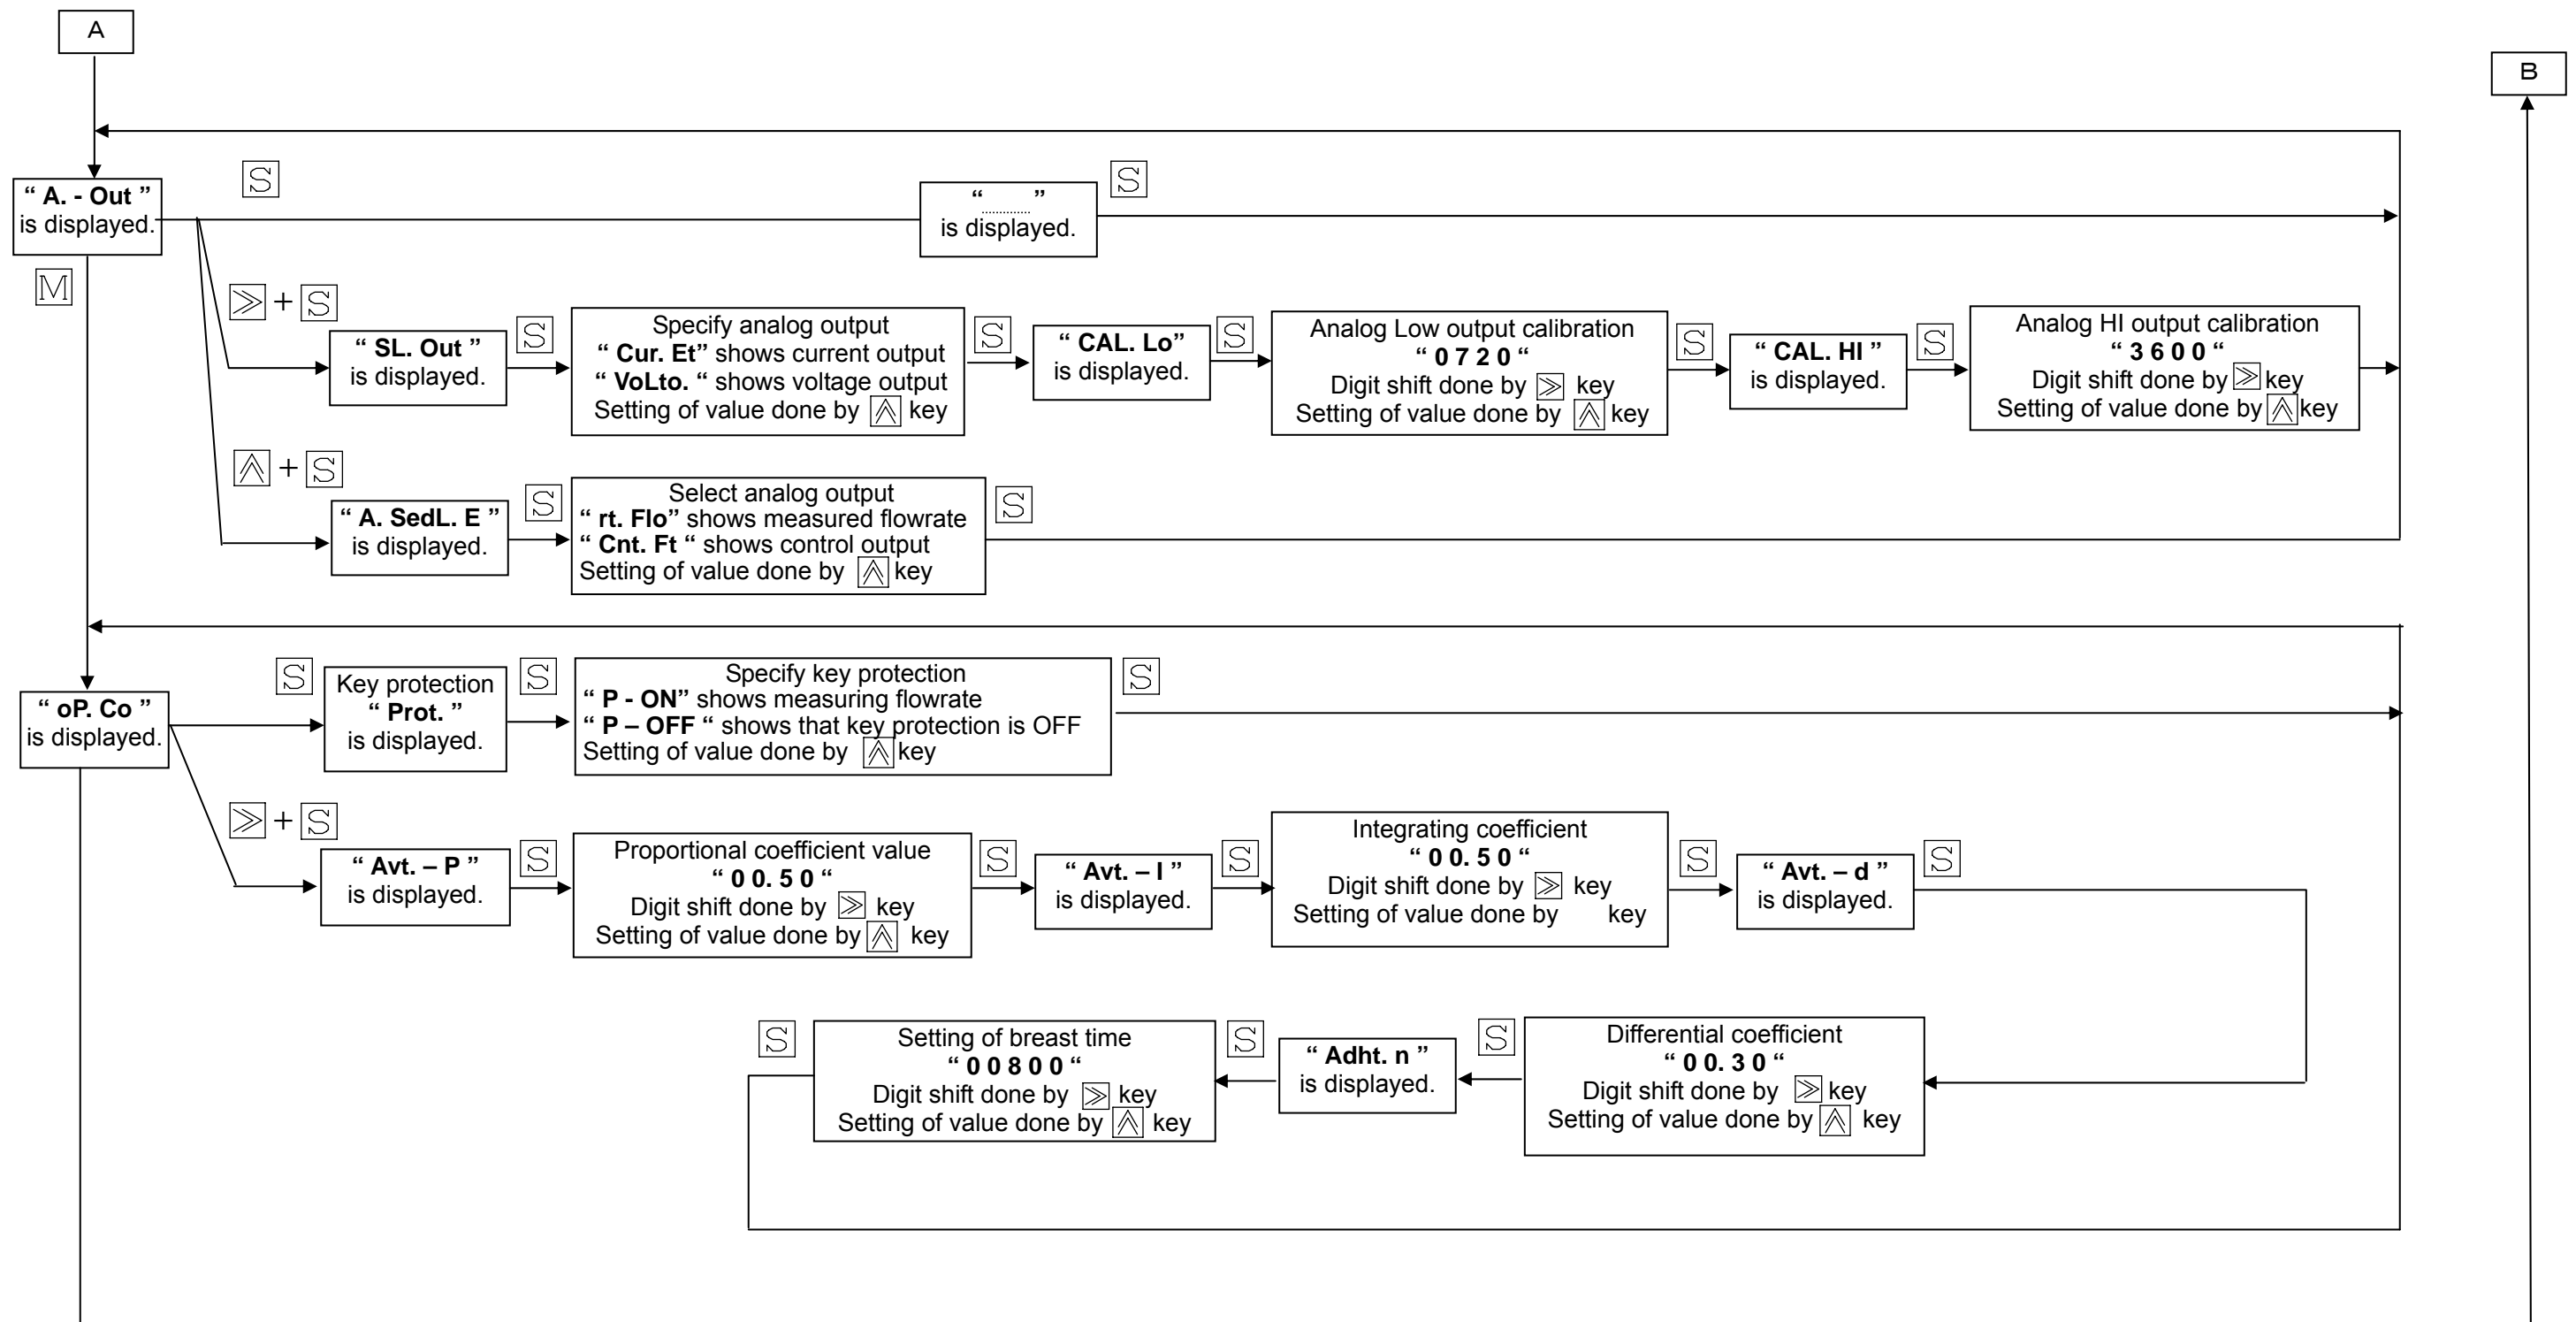 A
B
S
S
“ A. - Out ”
is displayed.
“ ............. ”
is displayed.
M
≫ + S
“ SL. Out ”
is displayed.
S
Specify analog output
“ Cur. Et” shows current output
“ VoLto. “ shows voltage output
Setting of value done by ︽ key
S
“ CAL. Lo”
is displayed.
S
Analog Low output calibration
“ 0 7 2 0 “
Digit shift done by ≫ key
Setting of value done by ︽ key
S
“ CAL. HI ”
is displayed.
S
Analog HI output calibration
“ 3 6 0 0 “
Digit shift done by ≫ key
Setting of value done by ︽ key
︽ + S
“ A. SedL. E ”
is displayed.
S
Select analog output
“ rt. Flo” shows measured flowrate
“ Cnt. Ft “ shows control output
Setting of value done by ︽ key
S
“ oP. Co ”
is displayed.
S
Key protection
“ Prot. ”
is displayed.
S
Specify key protection
“ P - ON” shows measuring flowrate
“ P – OFF “ shows that key protection is OFF
Setting of value done by ︽ key
S
≫ + S
“ Avt. – P ”
is displayed.
S
Proportional coefficient value
“ 0 0. 5 0 “
Digit shift done by ≫ key
Setting of value done by ︽ key
S
“ Avt. – I ”
is displayed.
S
Integrating coefficient
“ 0 0. 5 0 “
Digit shift done by ≫ key
Setting of value done by key
S
“ Avt. – d ”
is displayed.
S
Differential coefficient
“ 0 0. 3 0 “
Digit shift done by ≫ key
Setting of value done by ︽ key
S
“ Adht. n ”
is displayed.
S
Setting of breast time
“ 0 0 8 0 0 “
Digit shift done by ≫ key
Setting of value done by ︽ key
S